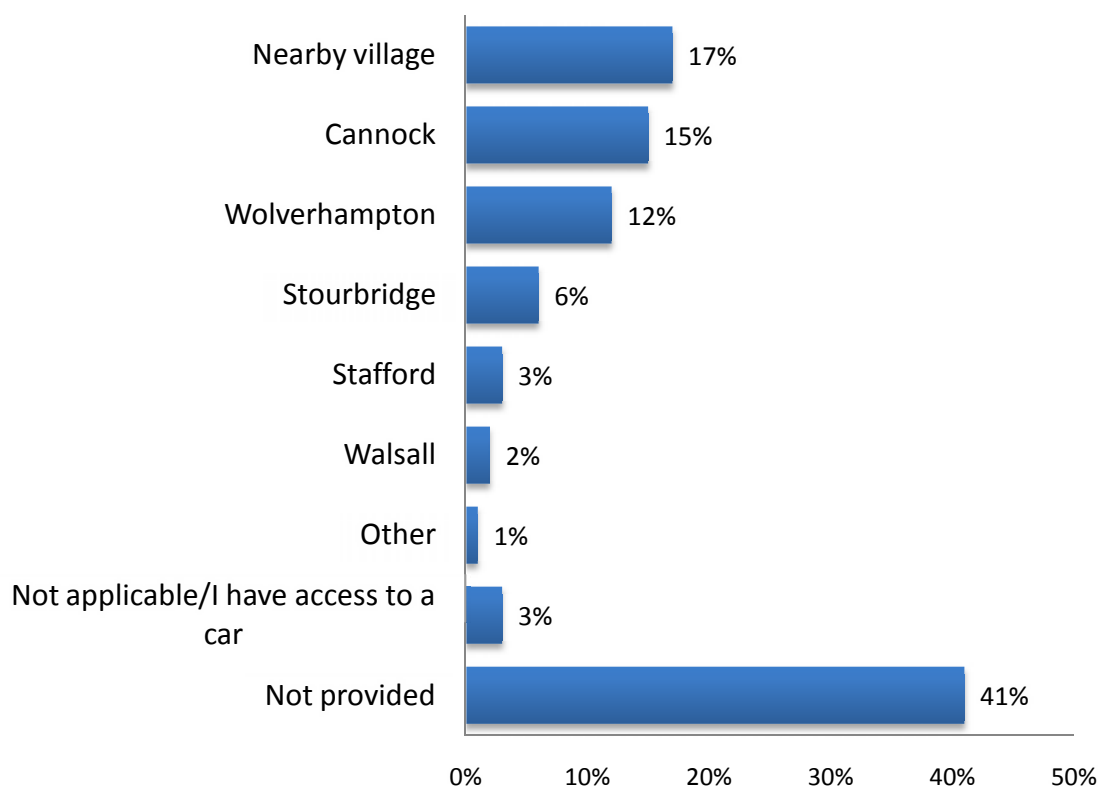 Nearby village 17%
Cannock 15%
Wolverhampton 12%
Stourbridge 6%
Stafford 3%
Walsall 2%
Other 1%
Not applicable/I have access to a
car 3%
Not provided 41%
0% 10% 20% 30% 40% 50%